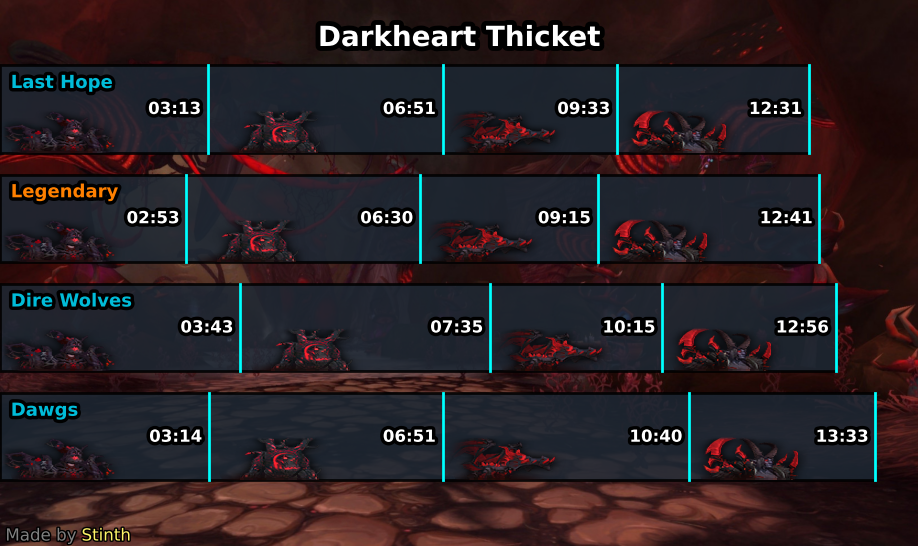 Darkheart Thicket
Last Hope
03:13 06:51 09:33 12:31
Legendary
02:53 06:30 09:15 12:41
Dire Wolves
03:43 07:35 10:15 12:56
Dawgs
03:14 06:51 10:40 13:33
Made by Stinth